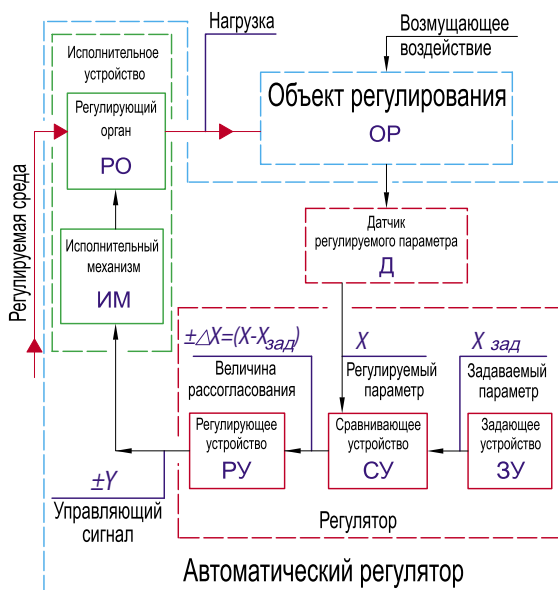 Нагрузка
Возмущающее
воздействие
Исполнительное
устройство
Регулирующий
орган
РО
Объект регулирования
ОР
Регулируемая среда
Исполнительный
механизм
ИМ
Датчик
регулируемого параметра
Д
±△X=(X-Xзад)
Величина
рассогласования
X
Регулируемый
параметр
X зад
Задаваемый
параметр
Регулирующее
устройство
РУ
Сравнивающее
устройство
СУ
Задающее
устройство
ЗУ
±Y
Управляющий
сигнал
Регулятор
Автоматический регулятор